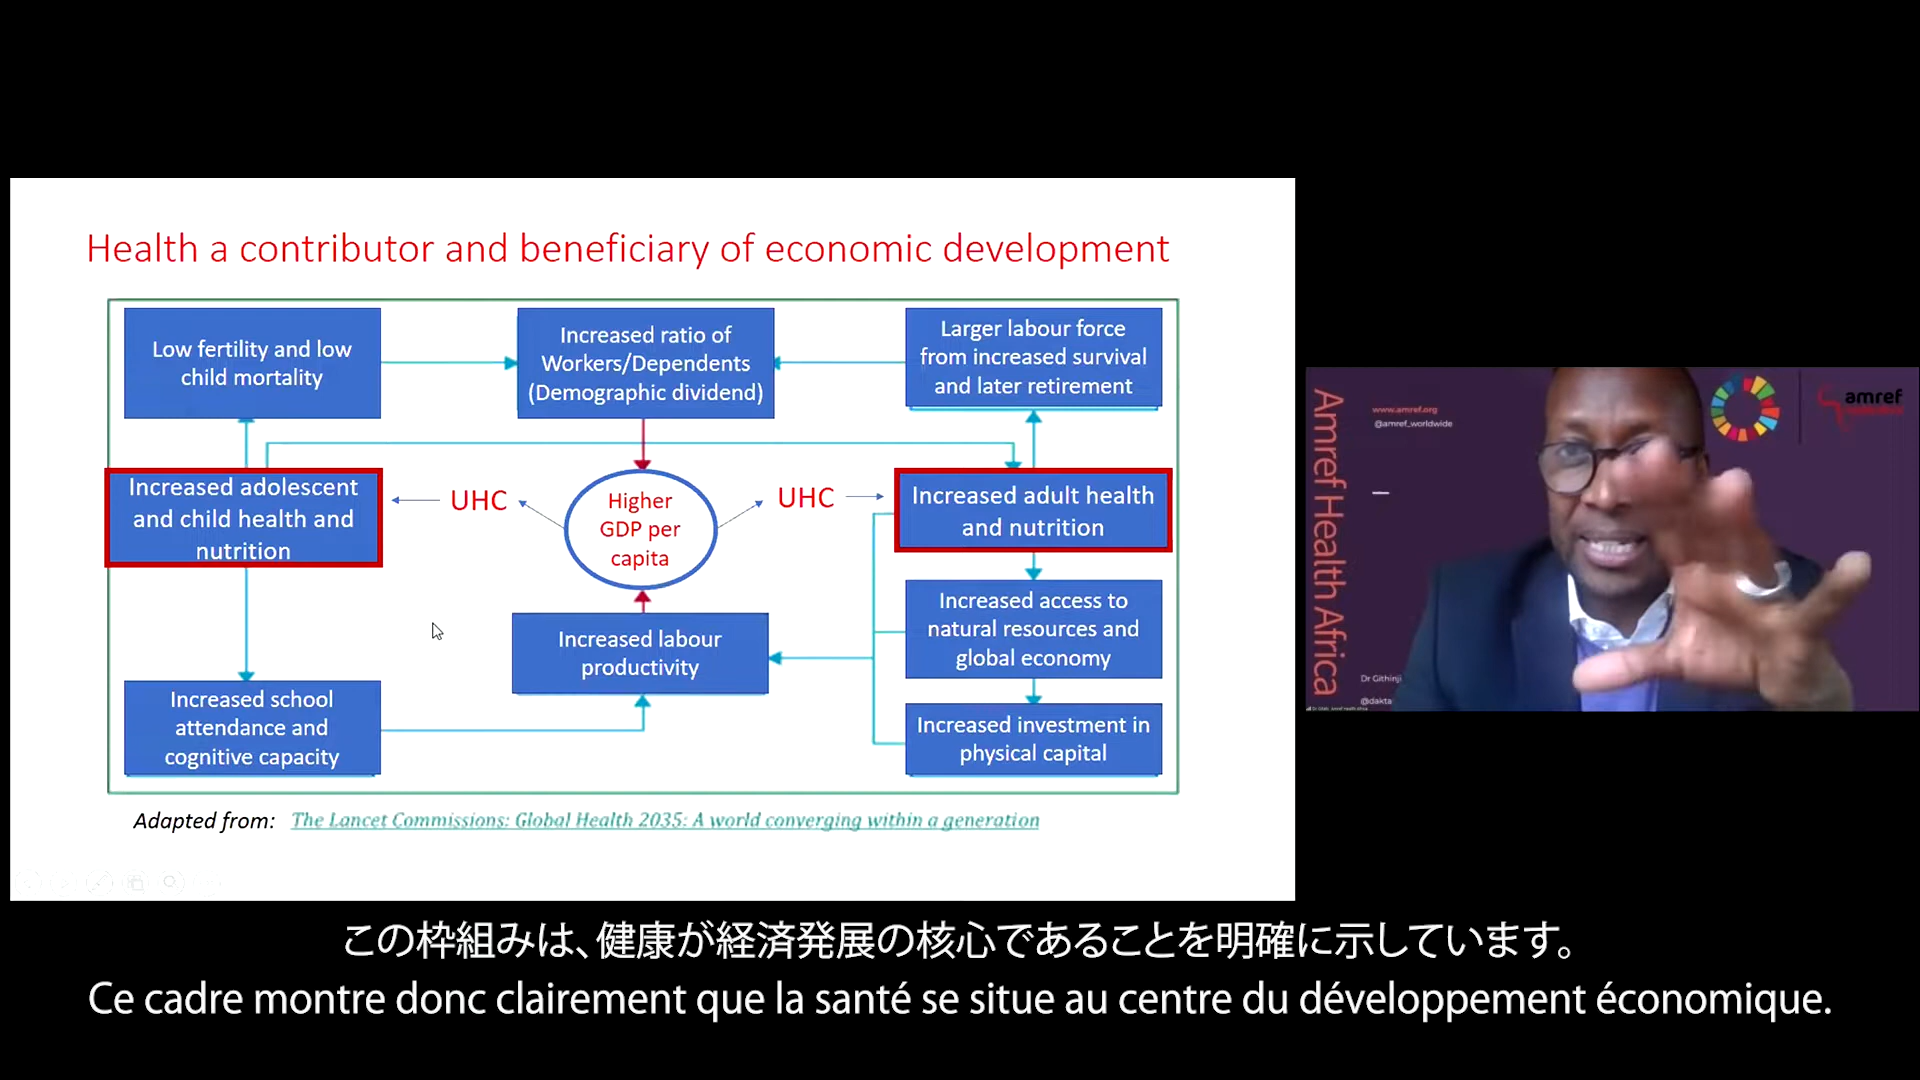 Health a contributor and beneficiary of economic development
Low fertility and low
child mortality
Increased ratio of
Workers/Dependents
(Demographic dividend)
Larger labour force
from increased survival
and later retirement
Increased adolescent
and child health and
nutrition
UHC
Higher
GDP per
capita
UHC
Increased adult health
and nutrition
Increased labour
productivity
Increased access to
natural resources and
global economy
Increased school
attendance and
cognitive capacity
Increased investment in
physical capital
Adapted from: The Lancet Commissions: Global Health 2035: A world converging within a generation
Amref Health Africa
www.amref.org
@amref_worldwide
amref
Dr Githinji
@dakta
この枠組みは、健康が経済発展の核心であることを明確に示しています。
Ce cadre montre donc clairement que la santé se situe au centre du développement économique.